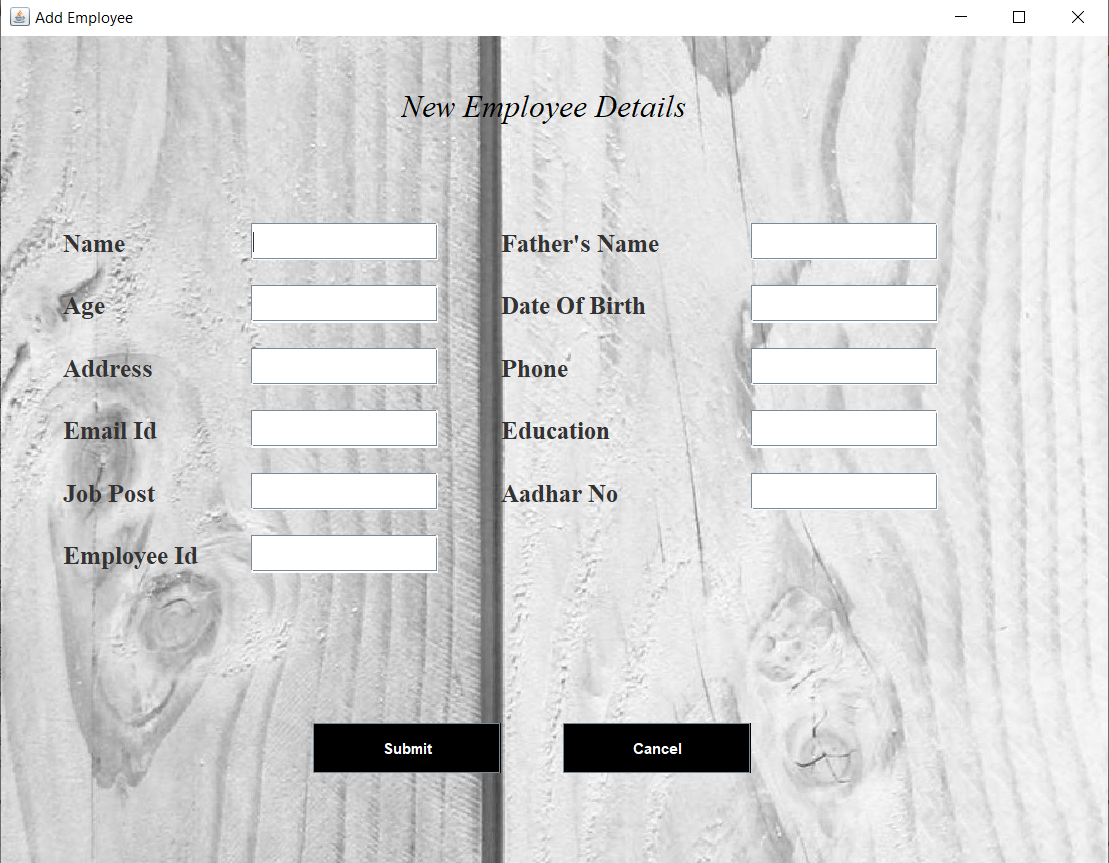 Add Employee
New Employee Details
Name
Father's Name
Age
Date Of Birth
Address
Phone
Email Id
Education
Job Post
Aadhar No
Employee Id
Submit
Cancel